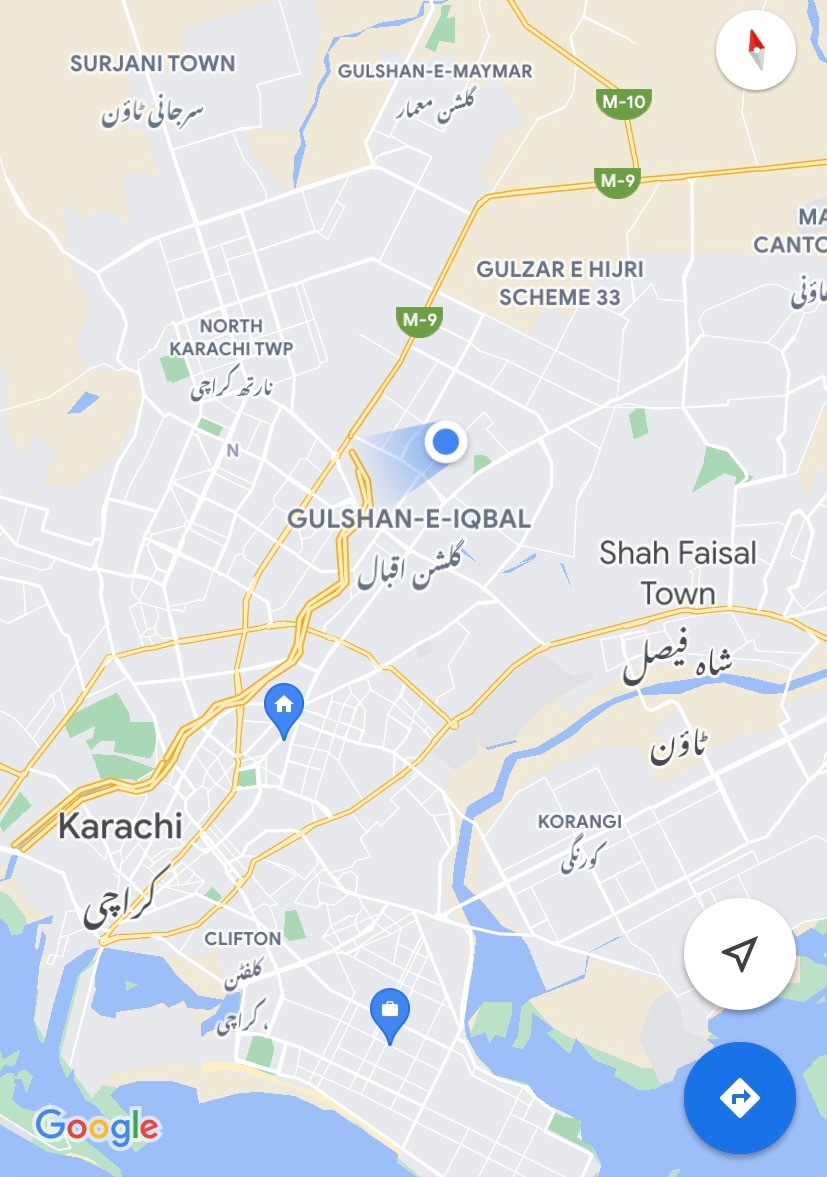 SURJANI TOWN
سرجانی ٹاؤن
GULSHAN-E-MAYMAR
گلشن معمار
M-10
M-9
MA
CANTO
اؤنی
GULZAR E HIJRI
SCHEME 33
M-9
NORTH
KARACHI TWP
نارتھ کراچی
N
GULSHAN-E-IQBAL
گلشن اقبال
Shah Faisal
Town
شاہ فیصل
ٹاؤن
Karachi
کراچی
KORANGI
کورنگی
CLIFTON
کلفٹن
، کراچی
Google